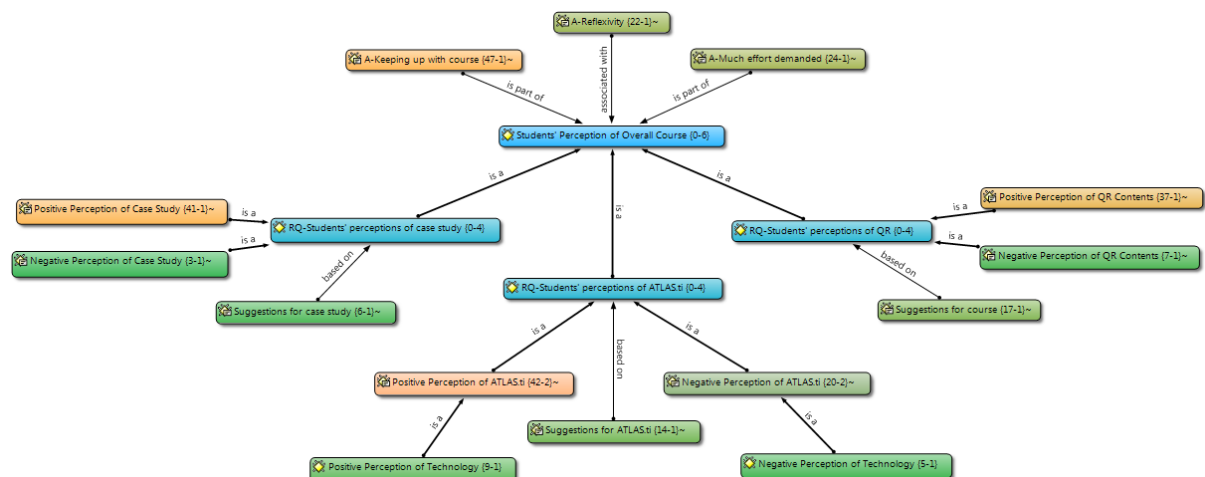 A-Reflexivity {22-1}~
A-Keeping up with course {47-1}~
A-Much effort demanded {24-1}~
is part of
associated with
is part of
Students' Perception of Overall Course {0-6}
is a
is a
is a
Positive Perception of Case Study {41-1}~
is a
Positive Perception of QR Contents {37-1}~
is a
RQ-Students' perceptions of case study {0-4}
RQ-Students' perceptions of QR {0-4}
is a
Negative Perception of Case Study {3-1}~
is a
Negative Perception of QR Contents {7-1}~
based on
based on
RQ-Students' perceptions of ATLAS.ti {0-4}
Suggestions for case study {6-1}~
Suggestions for course {17-1}~
is a
based on
is a
Positive Perception of ATLAS.ti {42-2}~
Negative Perception of ATLAS.ti {20-2}~
is a
Suggestions for ATLAS.ti {14-1}~
is a
Positive Perception of Technology {9-1}
Negative Perception of Technology {5-1}